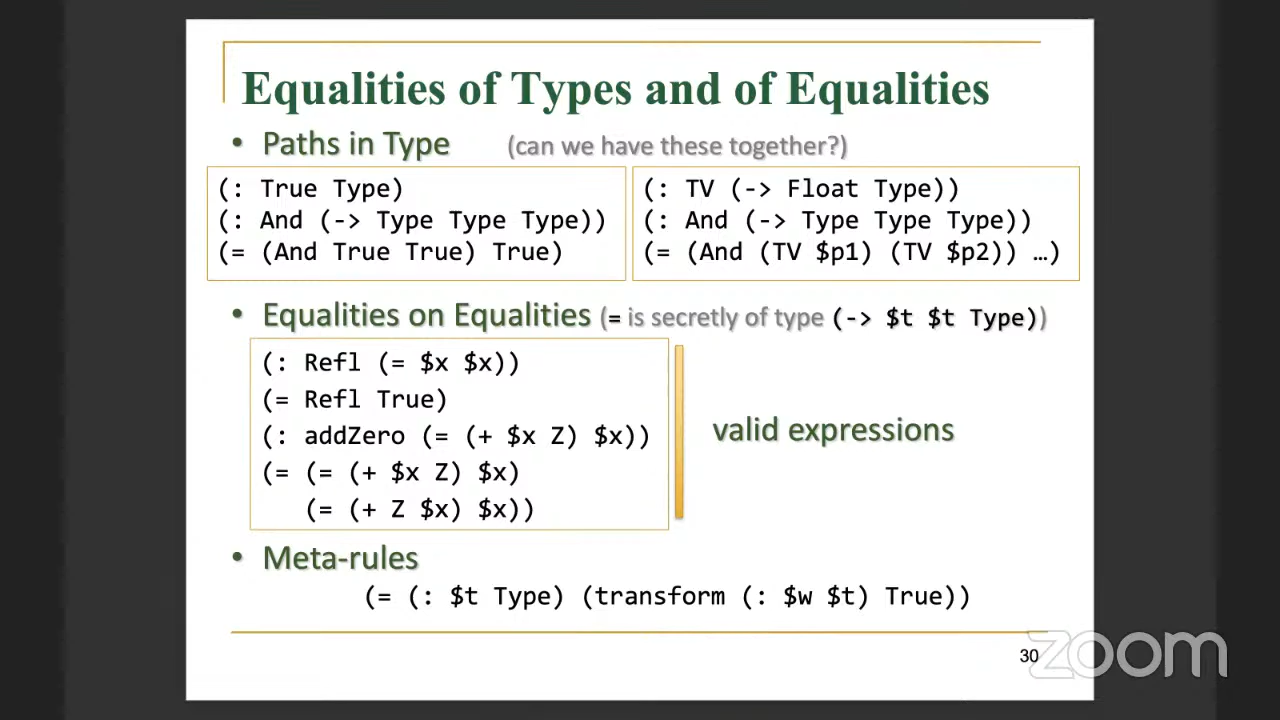 Equalities of Types and of Equalities
• Paths in Type (can we have these together?)
(: True Type)
(: And (-> Type Type Type))
(= (And True True) True)
(: TV (-> Float Type))
(: And (-> Type Type Type))
(= (And (TV $p1) (TV $p2)) …)
• Equalities on Equalities (= is secretly of type (-> $t $t Type))
(: Refl (= $x $x))
(= Refl True)
(: addZero (= (+ $x Z) $x))
(= (= (+ $x Z) $x)
(= (+ Z $x) $x))
valid expressions
• Meta-rules
(= (: $t Type) (transform (: $w $t) True))
30
zoom